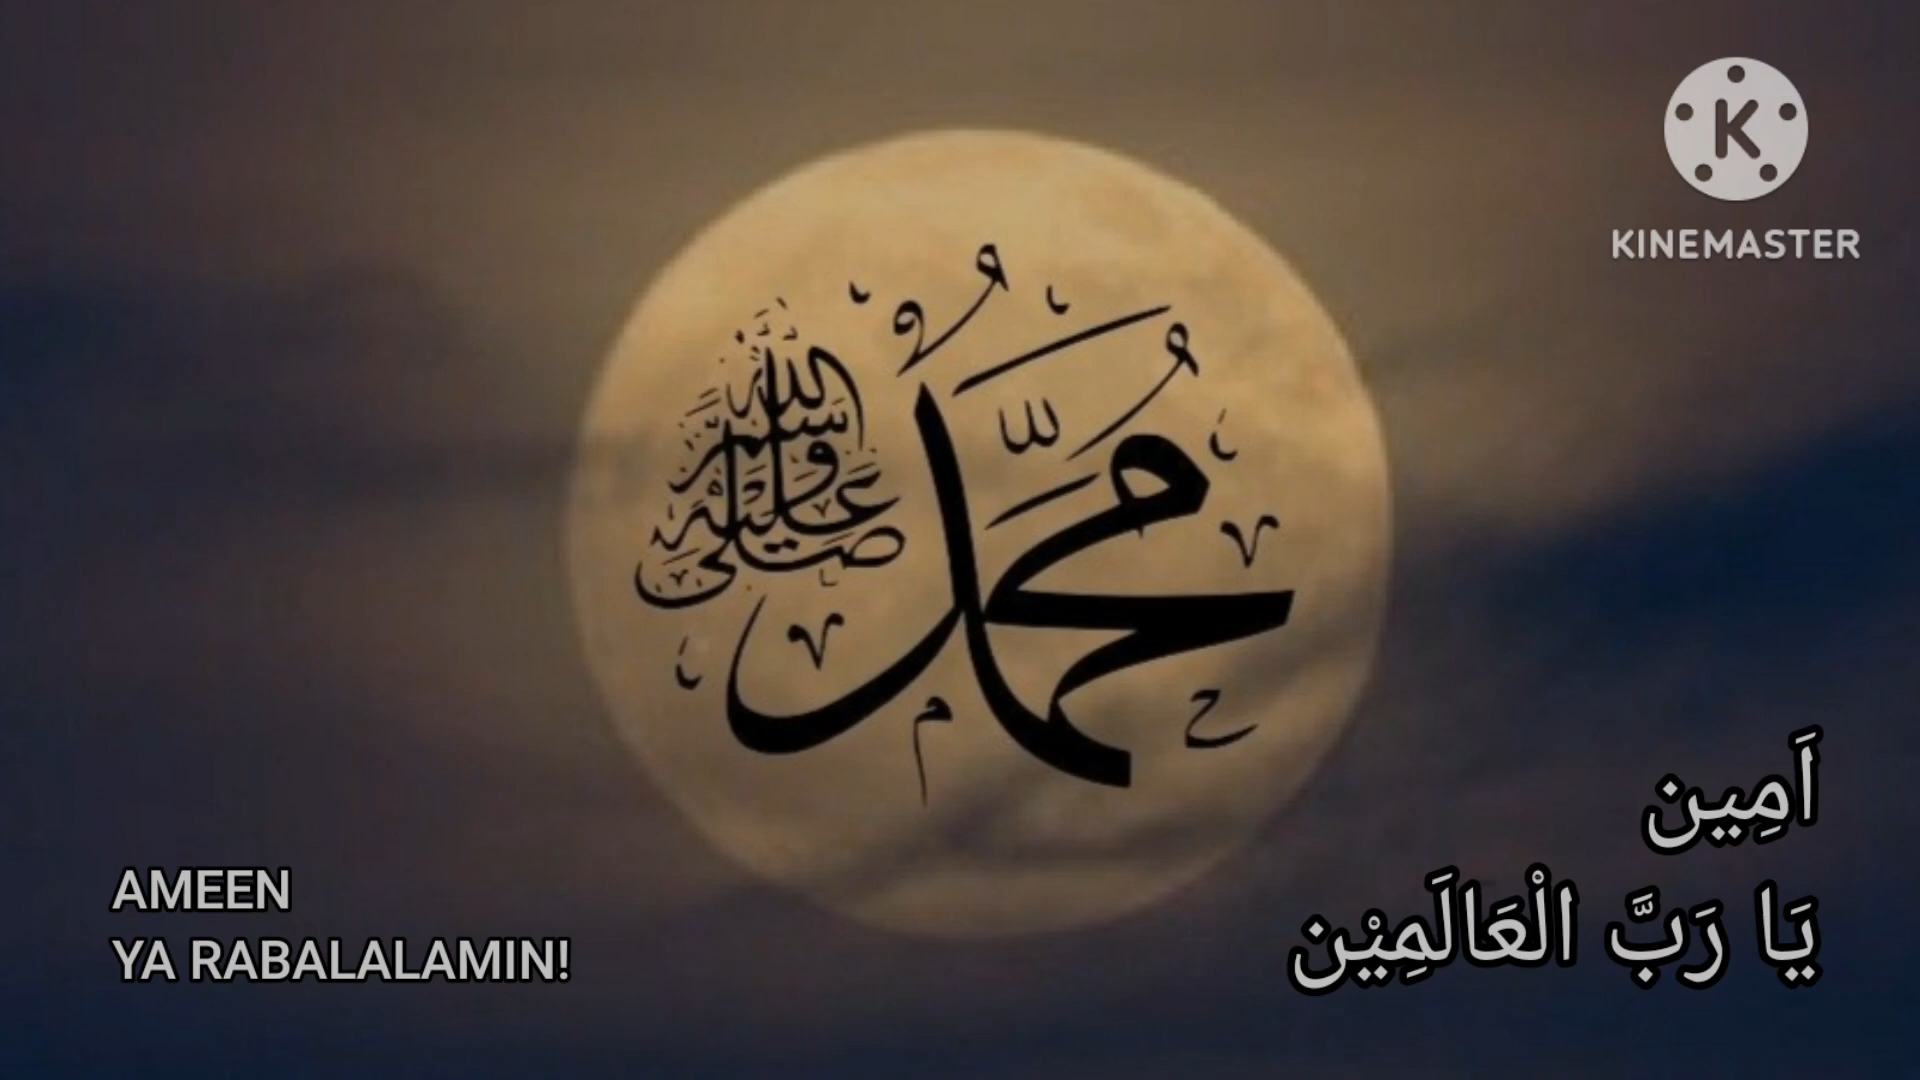 KINEMASTER
محمد
صلى الله عليه وسلم
اَمِين
يَا رَبَّ الْعَالَمِيْن
AMEEN
YA RABALALAMIN!